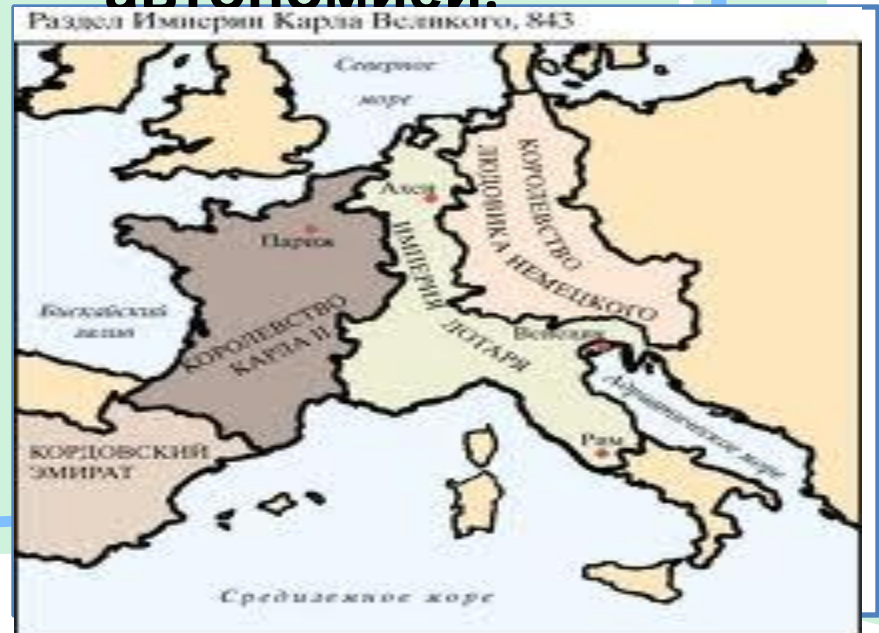 автономией.
Раздел Империи Карла Великого, 843
Северное
море
Ахен
Париж
КОРОЛЕВСТВО
ЛЮДОВИКА НЕМЕЦКОГО
ИМПЕРИЯ
ЛОТАРЯ
Бискайский
залив
КОРОЛЕВСТВО
КАРЛА II
Венеция
Адриатическое море
Рим
КОРДОВСКИЙ
ЭМИРАТ
Средиземное море